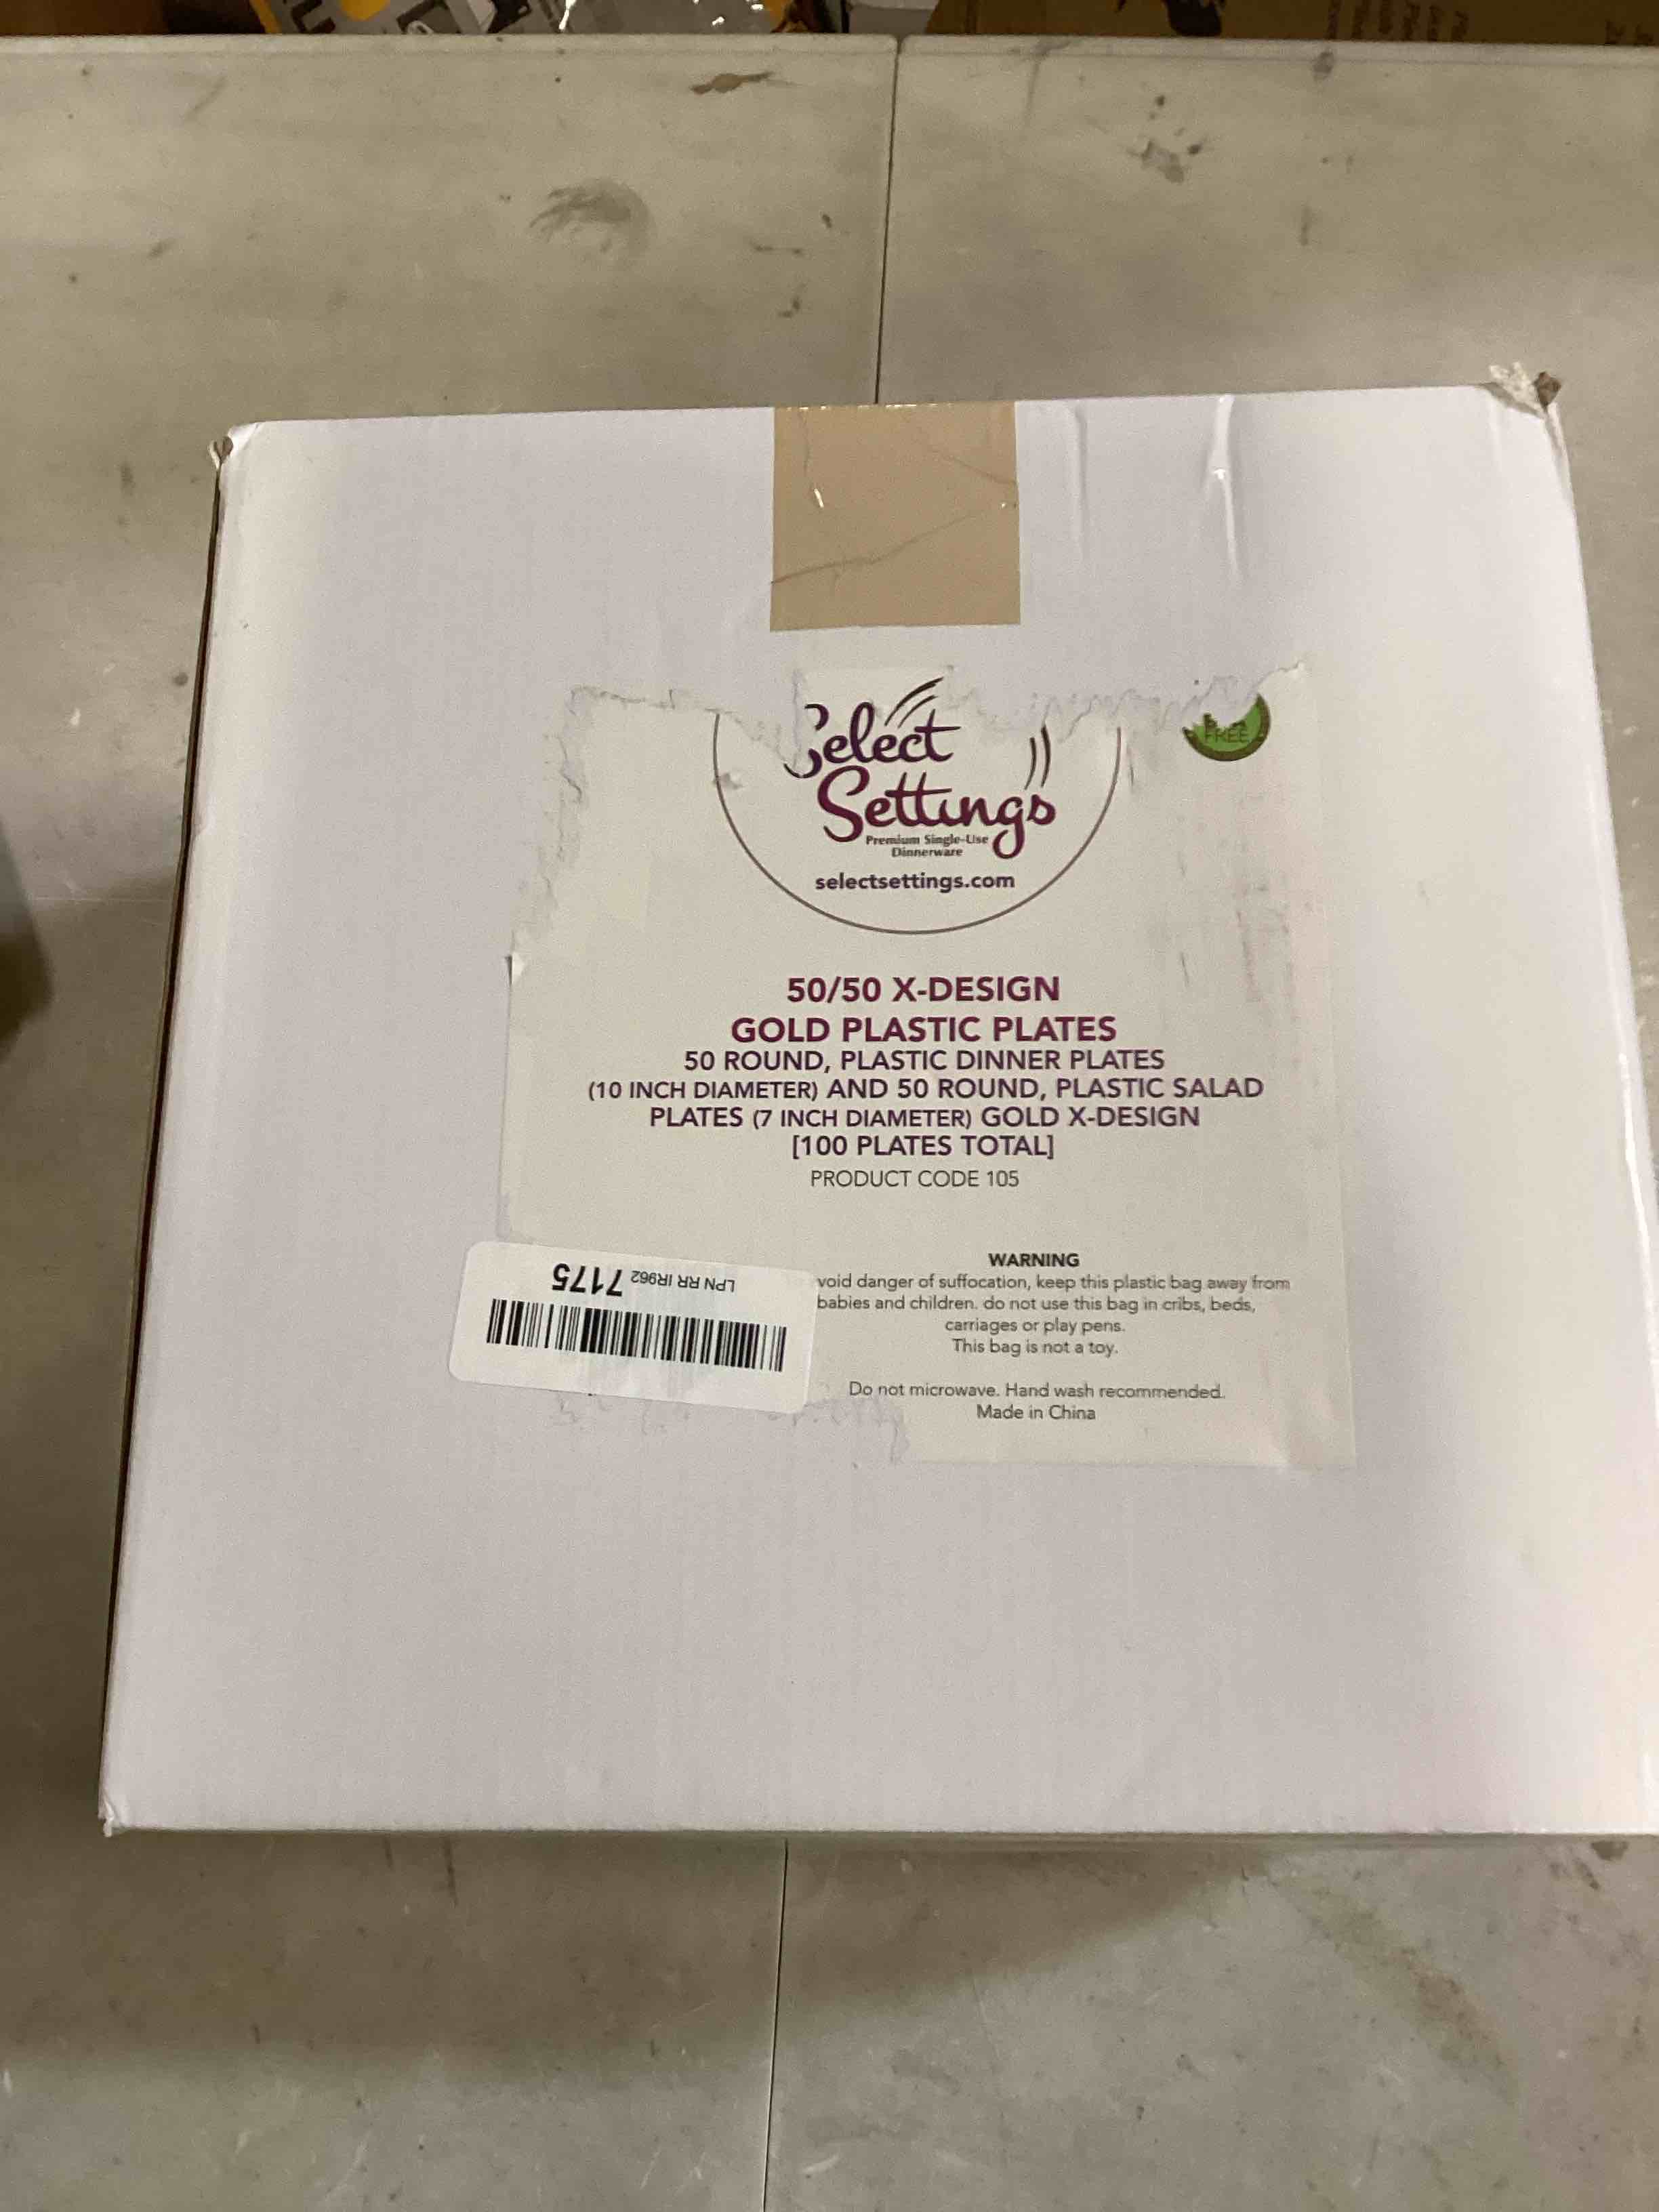 Select
Settings
Premium Single-Use
Dinnerware
selectsettings.com
FREE
50/50 X-DESIGN
GOLD PLASTIC PLATES
50 ROUND, PLASTIC DINNER PLATES
(10 INCH DIAMETER) AND 50 ROUND, PLASTIC SALAD
PLATES (7 INCH DIAMETER) GOLD X-DESIGN
[100 PLATES TOTAL]
PRODUCT CODE 105
LPN RR IR962 7175
WARNING
void danger of suffocation, keep this plastic bag away from
babies and children. do not use this bag in cribs, beds,
carriages or play pens.
This bag is not a toy.
Do not microwave. Hand wash recommended.
Made in China